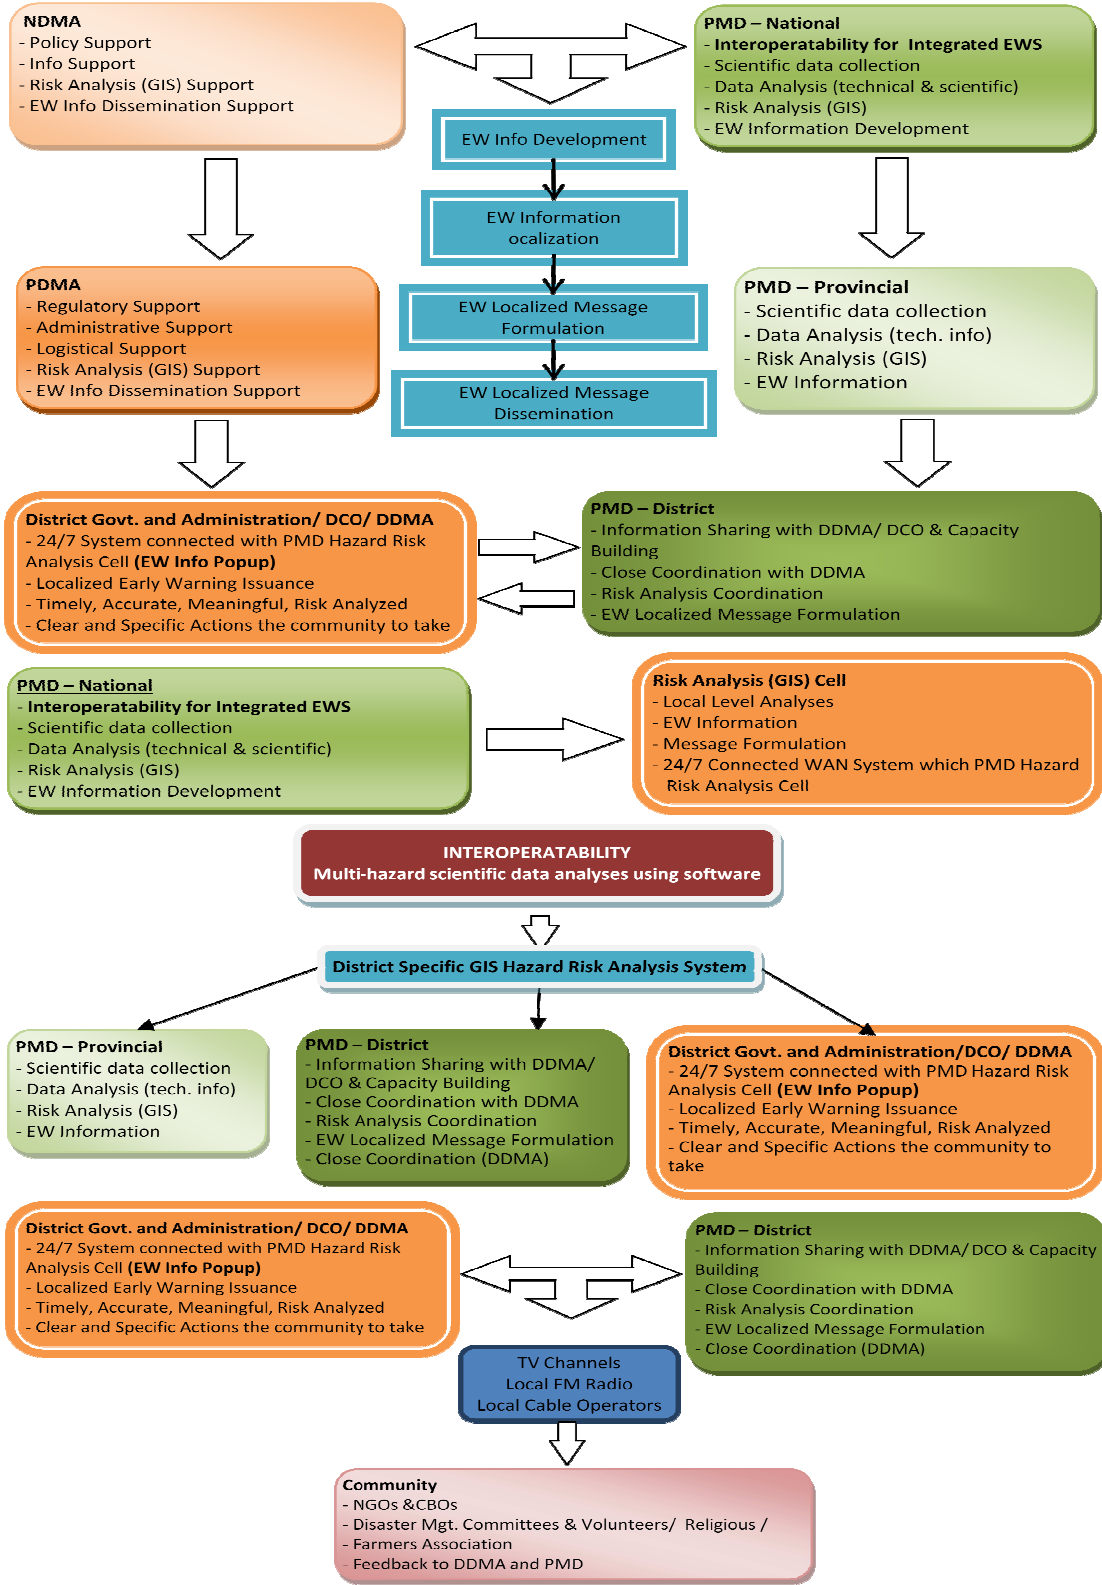 NDMA
- Policy Support
- Info Support
- Risk Analysis (GIS) Support
- EW Info Dissemination Support
PMD – National
- Interoperatability for Integrated EWS
- Scientific data collection
- Data Analysis (technical & scientific)
- Risk Analysis (GIS)
- EW Information Development
EW Info Development
EW Information
ocalization
EW Localized Message
Formulation
EW Localized Message
Dissemination
PDMA
- Regulatory Support
- Administrative Support
- Logistical Support
- Risk Analysis (GIS) Support
- EW Info Dissemination Support
PMD – Provincial
- Scientific data collection
- Data Analysis (tech. info)
- Risk Analysis (GIS)
- EW Information
District Govt. and Administration/ DCO/ DDMA
- 24/7 System connected with PMD Hazard Risk
Analysis Cell (EW Info Popup)
- Localized Early Warning Issuance
- Timely, Accurate, Meaningful, Risk Analyzed
- Clear and Specific Actions the community to take
PMD – District
- Information Sharing with DDMA/ DCO & Capacity
Building
- Close Coordination with DDMA
- Risk Analysis Coordination
- EW Localized Message Formulation
PMD – National
- Interoperatability for Integrated EWS
- Scientific data collection
- Data Analysis (technical & scientific)
- Risk Analysis (GIS)
- EW Information Development
Risk Analysis (GIS) Cell
- Local Level Analyses
- EW Information
- Message Formulation
- 24/7 Connected WAN System which PMD Hazard
Risk Analysis Cell
INTEROPERATABILITY
Multi-hazard scientific data analyses using software
District Specific GIS Hazard Risk Analysis System
PMD – Provincial
- Scientific data collection
- Data Analysis (tech. info)
- Risk Analysis (GIS)
- EW Information
PMD – District
- Information Sharing with DDMA/
DCO & Capacity Building
- Close Coordination with DDMA
- Risk Analysis Coordination
- EW Localized Message Formulation
- Close Coordination (DDMA)
District Govt. and Administration/DCO/ DDMA
- 24/7 System connected with PMD Hazard Risk
Analysis Cell (EW Info Popup)
- Localized Early Warning Issuance
- Timely, Accurate, Meaningful, Risk Analyzed
- Clear and Specific Actions the community to
take
District Govt. and Administration/ DCO/ DDMA
- 24/7 System connected with PMD Hazard Risk
Analysis Cell (EW Info Popup)
- Localized Early Warning Issuance
- Timely, Accurate, Meaningful, Risk Analyzed
- Clear and Specific Actions the community to take
PMD – District
- Information Sharing with DDMA/ DCO & Capacity
Building
- Close Coordination with DDMA
- Risk Analysis Coordination
- EW Localized Message Formulation
- Close Coordination (DDMA)
TV Channels
Local FM Radio
Local Cable Operators
Community
- NGOs &CBOs
- Disaster Mgt. Committees & Volunteers/ Religious /
- Farmers Association
- Feedback to DDMA and PMD